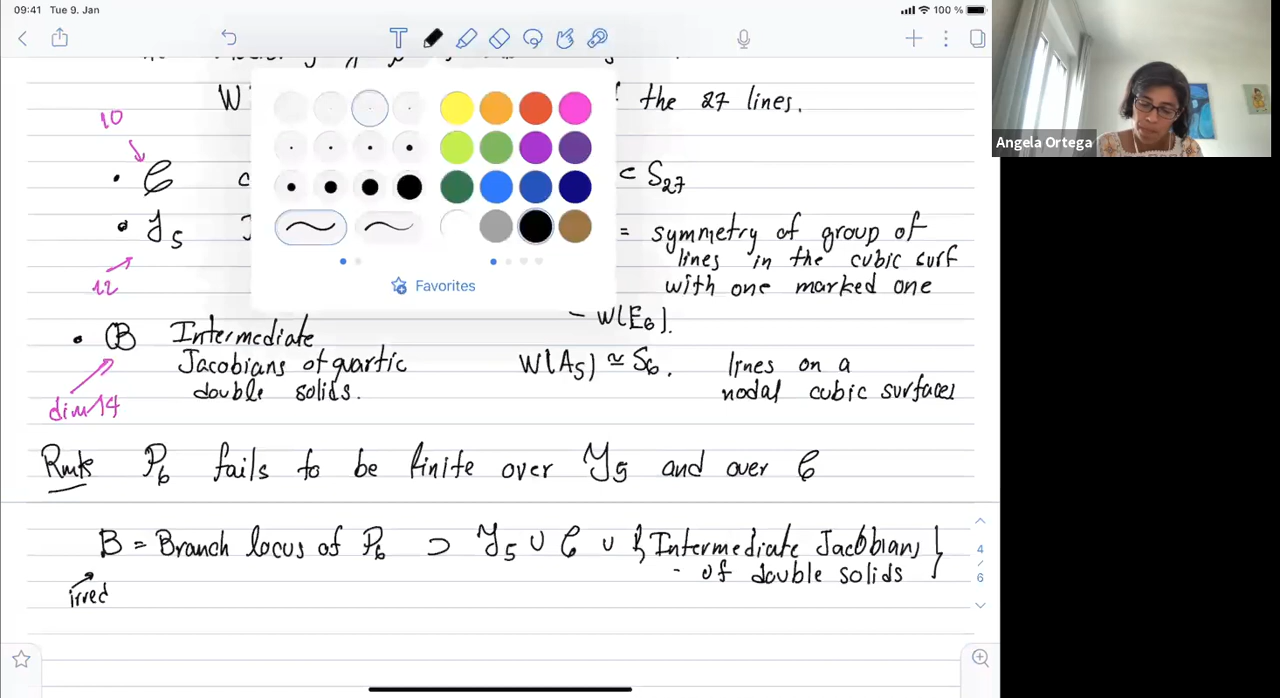 09:41 Tue 9. Jan
100 %
W
the 27 lines.
10
• C c
⊂ S27
• J5
= symmetry of group of
lines in the cubic surf
with one marked one
12
Favorites
- W(E6).
• B Intermediate
Jacobians of quartic
double solids.
W(A5) ≃ S6.
lines on a
nodal cubic surfaces
dim 14
Rmks P6 fails to be finite over J5 and over C
B = Branch locus of P6 ⊃ J5 ∪ C ∪ { Intermediate Jacobians
of double solids }
irred
4
6
Angela Ortega